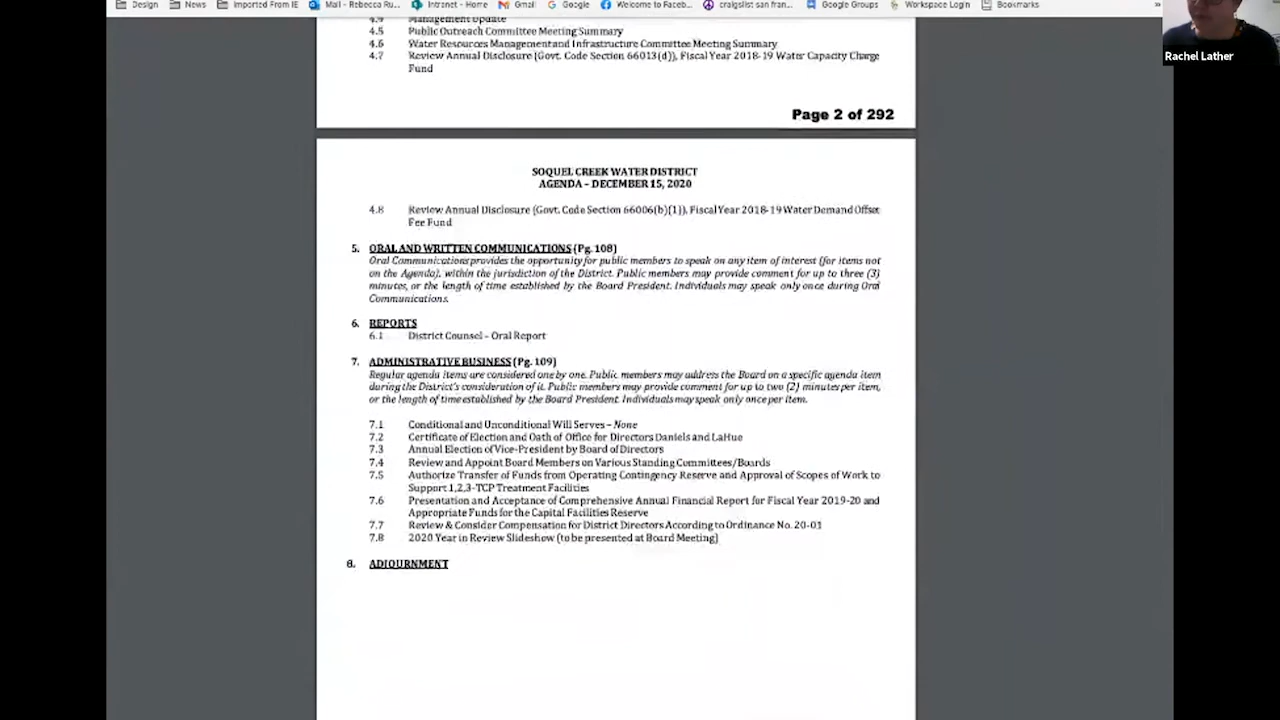 Design News Imported From IE Mail - Rebecca Ru... Intranet - Home Gmail Google Welcome to Faceb... craigslist san fran... Google Groups Workspace Login Bookmarks »
4.9 Management Update
4.5 Public Outreach Committee Meeting Summary
4.6 Water Resources Management and Infrastructure Committee Meeting Summary
4.7 Review Annual Disclosure (Govt. Code Section 66013(d)), Fiscal Year 2018-19 Water Capacity Charge
Fund
Rachel Lather
Page 2 of 292
SOQUEL CREEK WATER DISTRICT
AGENDA – DECEMBER 15, 2020
4.8 Review Annual Disclosure (Govt. Code Section 66006(b)(1)), Fiscal Year 2018-19 Water Demand Offset
Fee Fund
5. ORAL AND WRITTEN COMMUNICATIONS (Pg. 108)
Oral Communications provides the opportunity for public members to speak on any item of interest (for items not
on the Agenda), within the jurisdiction of the District. Public members may provide comment for up to three (3)
minutes, or the length of time established by the Board President. Individuals may speak only once during Oral
Communications.
6. REPORTS
6.1 District Counsel – Oral Report
7. ADMINISTRATIVE BUSINESS (Pg. 109)
Regular agenda items are considered one by one. Public members may address the Board on a specific agenda item
during the District's consideration of it. Public members may provide comment for up to two (2) minutes per item,
or the length of time established by the Board President. Individuals may speak only once per item.
7.1 Conditional and Unconditional Will Serves – None
7.2 Certificate of Election and Oath of Office for Directors Daniels and LaHue
7.3 Annual Election of Vice-President by Board of Directors
7.4 Review and Appoint Board Members on Various Standing Committees/Boards
7.5 Authorize Transfer of Funds from Operating Contingency Reserve and Approval of Scopes of Work to
Support 1,2,3-TCP Treatment Facilities
7.6 Presentation and Acceptance of Comprehensive Annual Financial Report for Fiscal Year 2019-20 and
Appropriate Funds for the Capital Facilities Reserve
7.7 Review & Consider Compensation for District Directors According to Ordinance No. 20-01
7.8 2020 Year in Review Slideshow (to be presented at Board Meeting)
8. ADJOURNMENT